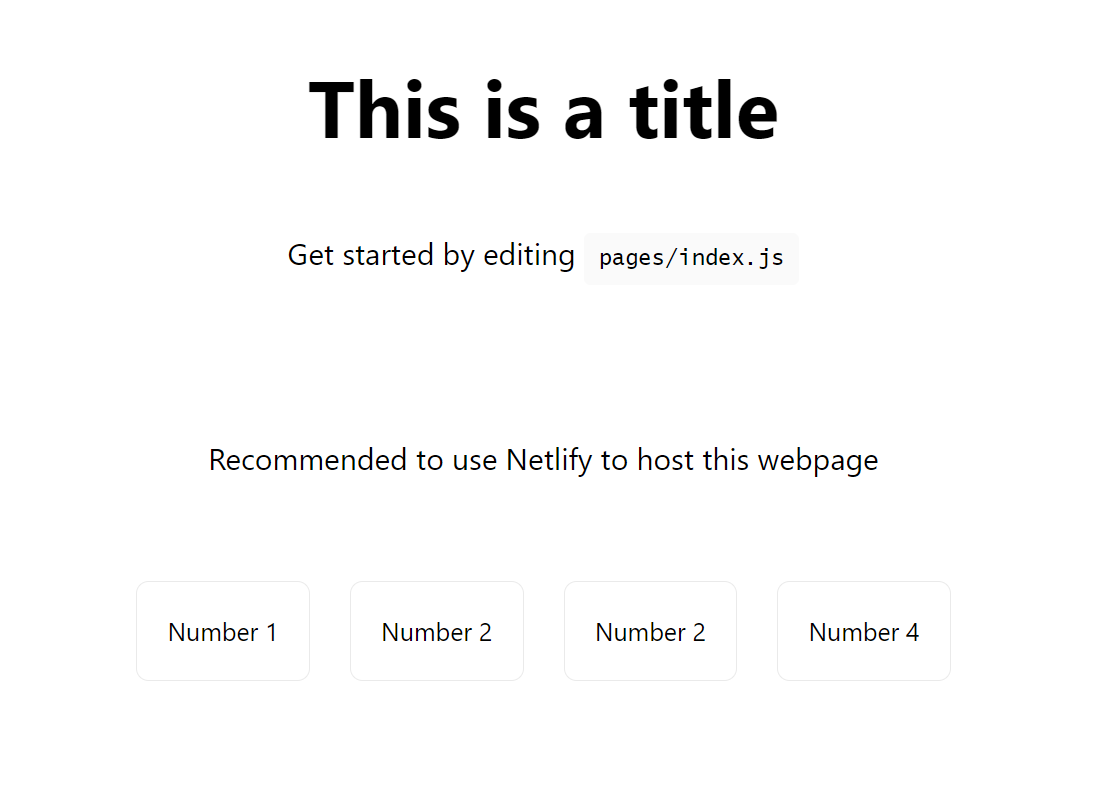 This is a title
Get started by editing pages/index.js
Recommended to use Netlify to host this webpage
Number 1 Number 2 Number 2 Number 4